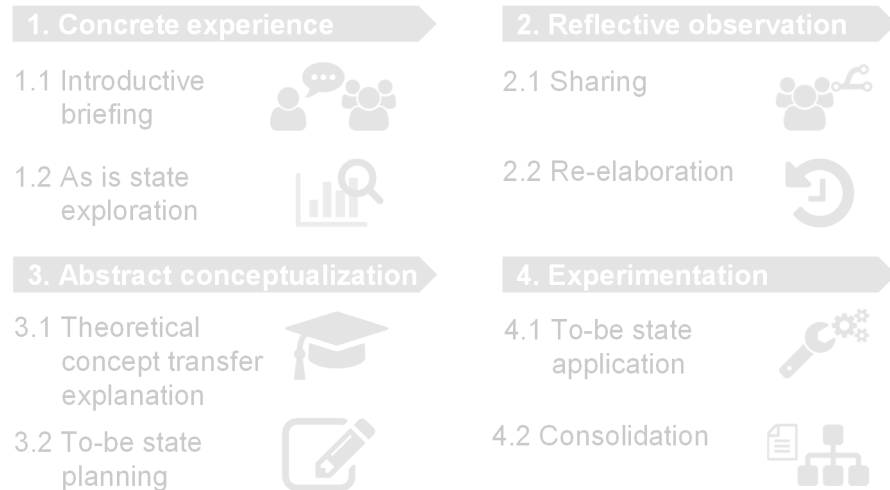 1. Concrete experience
1.1 Introductive
briefing
1.2 As is state
exploration
2. Reflective observation
2.1 Sharing
2.2 Re-elaboration
3. Abstract conceptualization
3.1 Theoretical
concept transfer
explanation
3.2 To-be state
planning
4. Experimentation
4.1 To-be state
application
4.2 Consolidation